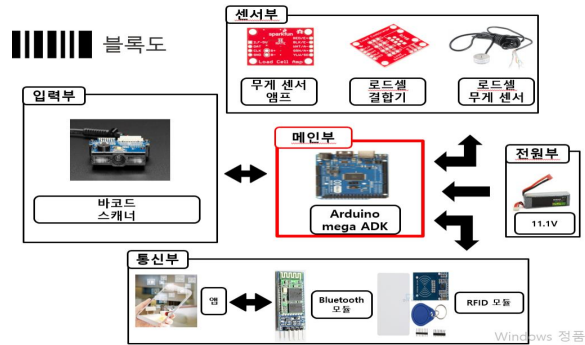 블록도
센서부
Load Cell Amp
무게 센서
앰프
로드셀
결합기
로드셀
무게 센서
입력부
바코드
스캐너
메인부
Arduino
mega ADK
전원부
11.1V
통신부
앱
Bluetooth
모듈
RFID 모듈
Windows 정품